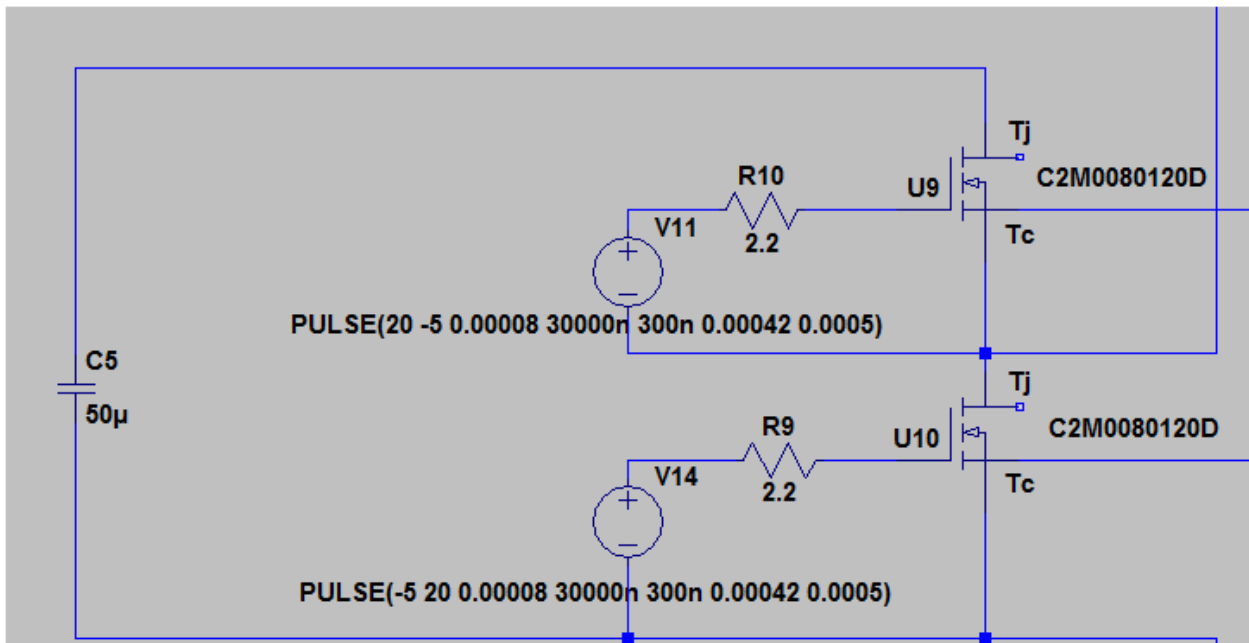 Tj
C2M0080120D
R10
U9
2.2
Tc
V11
PULSE(20 -5 0.00008 30000n 300n 0.00042 0.0005)
C5
50µ
Tj
C2M0080120D
R9
U10
2.2
Tc
V14
PULSE(-5 20 0.00008 30000n 300n 0.00042 0.0005)